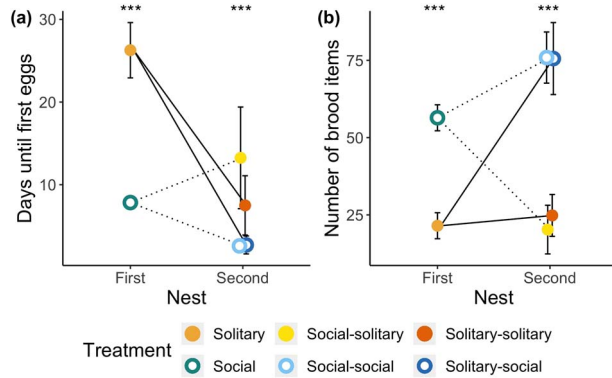 (a)
*** ***
Days until first eggs
30
20
10
First Second
Nest
(b)
*** ***
Number of brood items
75
50
25
First Second
Nest
Treatment
Solitary Social-solitary Solitary-solitary
Social Social-social Solitary-social